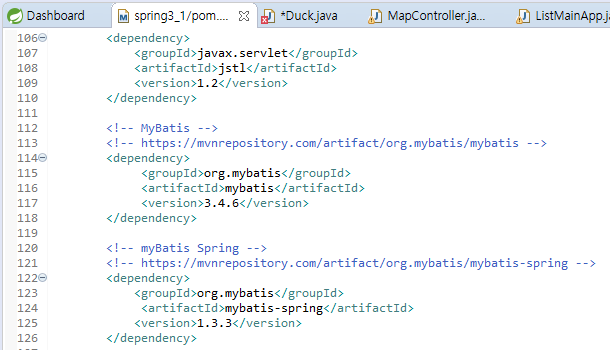 Dashboard spring3_1/pom.... *Duck.java MapController.ja... ListMainApp.j
106 <dependency>
107 <groupId>javax.servlet</groupId>
108 <artifactId>jstl</artifactId>
109 <version>1.2</version>
110 </dependency>
111
112 <!-- MyBatis -->
113 <!-- https://mvnrepository.com/artifact/org.mybatis/mybatis -->
114 <dependency>
115 <groupId>org.mybatis</groupId>
116 <artifactId>mybatis</artifactId>
117 <version>3.4.6</version>
118 </dependency>
119
120 <!-- myBatis Spring -->
121 <!-- https://mvnrepository.com/artifact/org.mybatis/mybatis-spring -->
122 <dependency>
123 <groupId>org.mybatis</groupId>
124 <artifactId>mybatis-spring</artifactId>
125 <version>1.3.3</version>
126 </dependency>